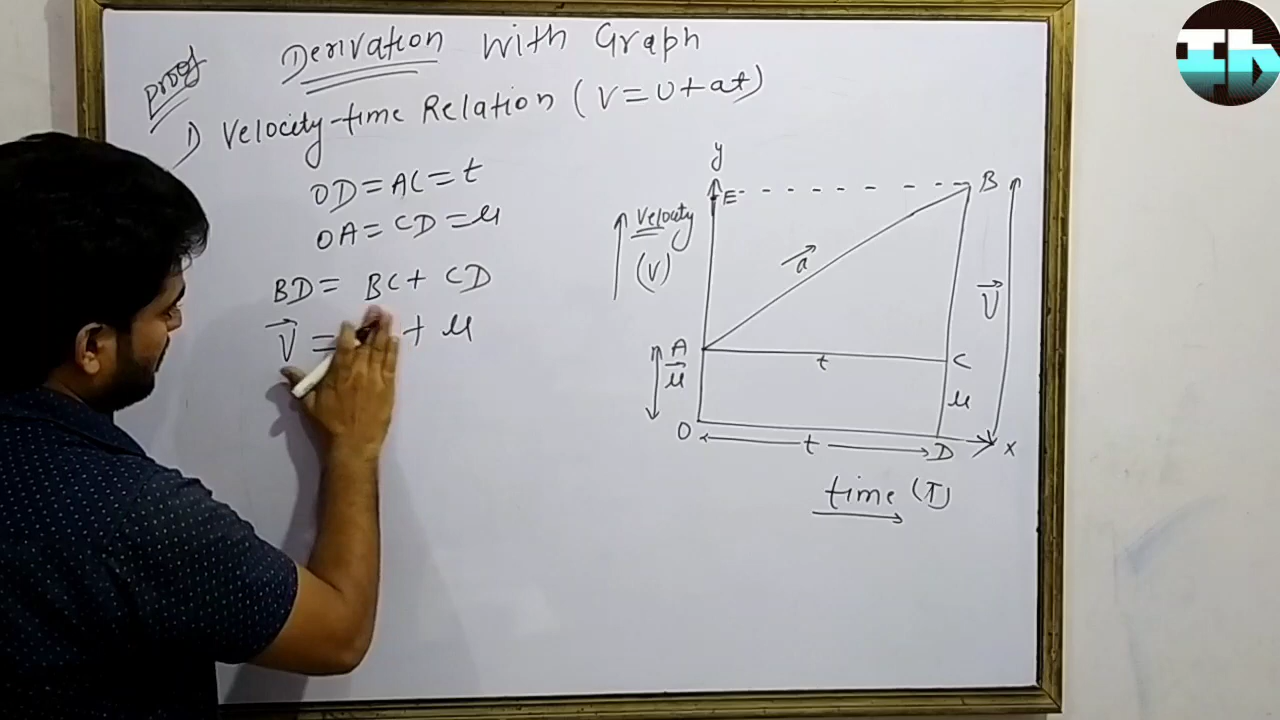 Proof
Derivation with Graph
1) Velocity-time Relation (V=u+at)
OD=AC=t
OA=CD=u
BD= BC+ CD
V = + u
y
E
B
Velocity
(V)
a
V
A
u
t
C
u
O
t
D
x
time (T)